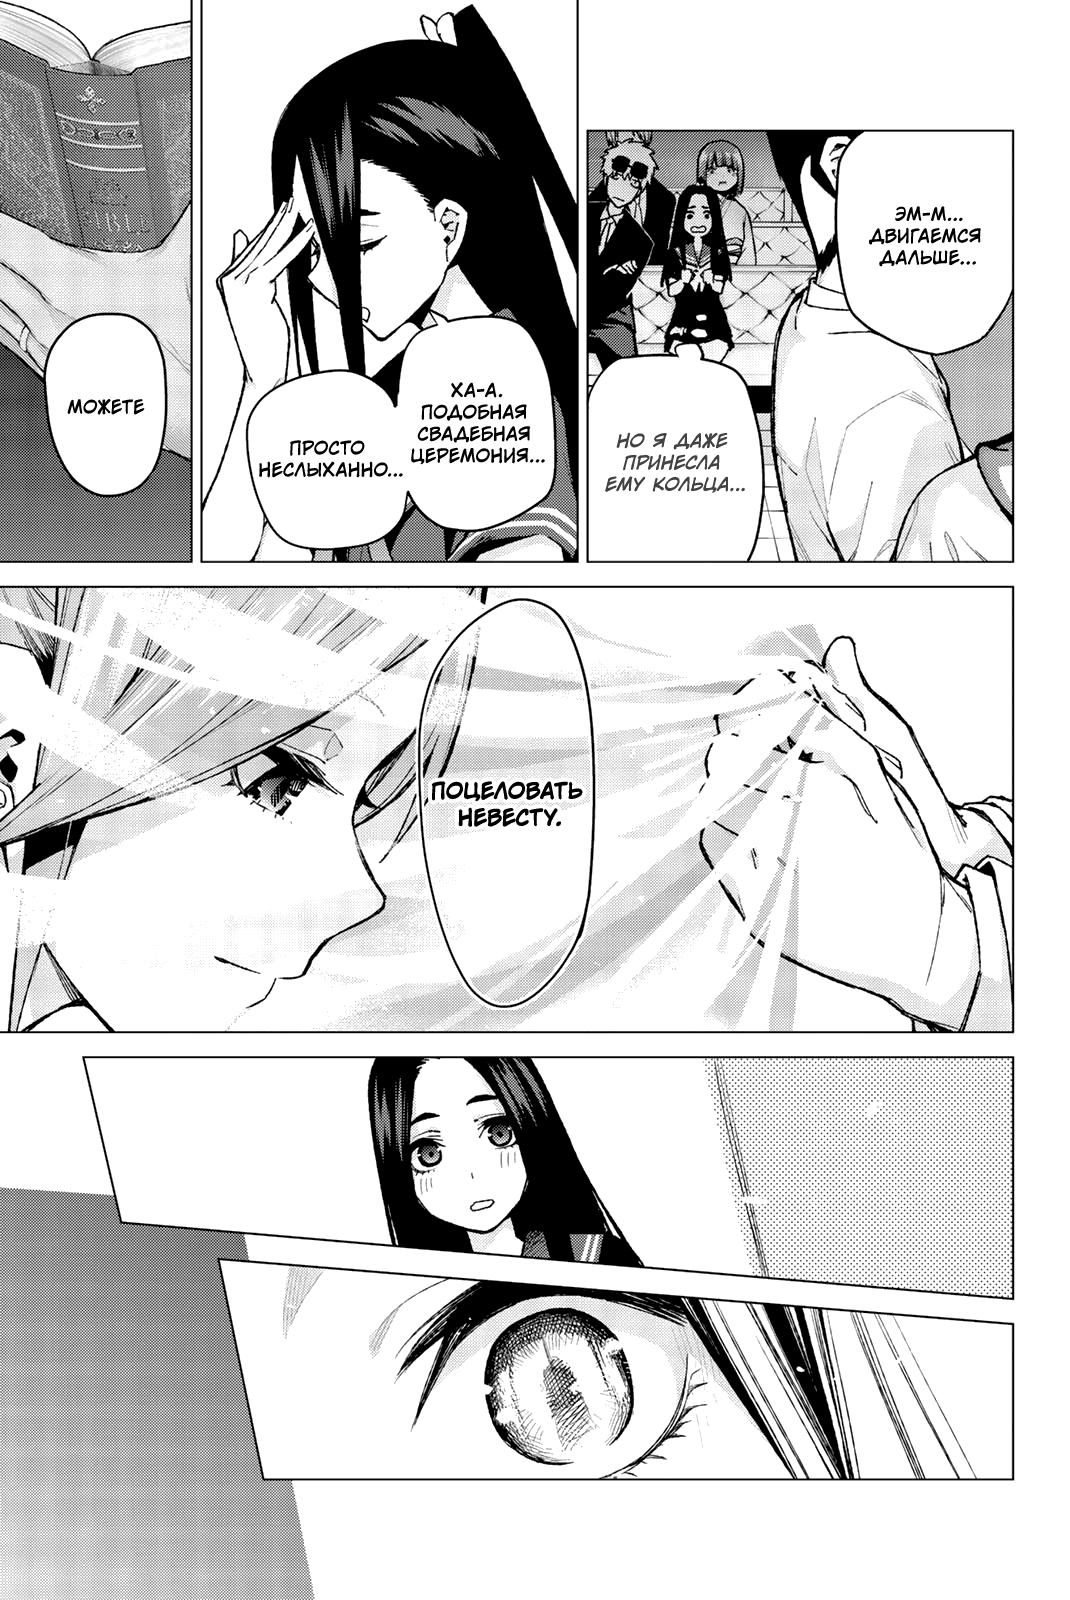 ЭМ-М...
ДВИГАЕМСЯ
ДАЛЬШЕ...
НО Я ДАЖЕ
ПРИНЕСЛА
ЕМУ КОЛЬЦА...
ХА-А.
ПОДОБНАЯ
СВАДЕБНАЯ
ЦЕРЕМОНИЯ...
ПРОСТО
НЕСЛЫХАННО...
BIBLE
МОЖЕТЕ
ПОЦЕЛОВАТЬ
НЕВЕСТУ.